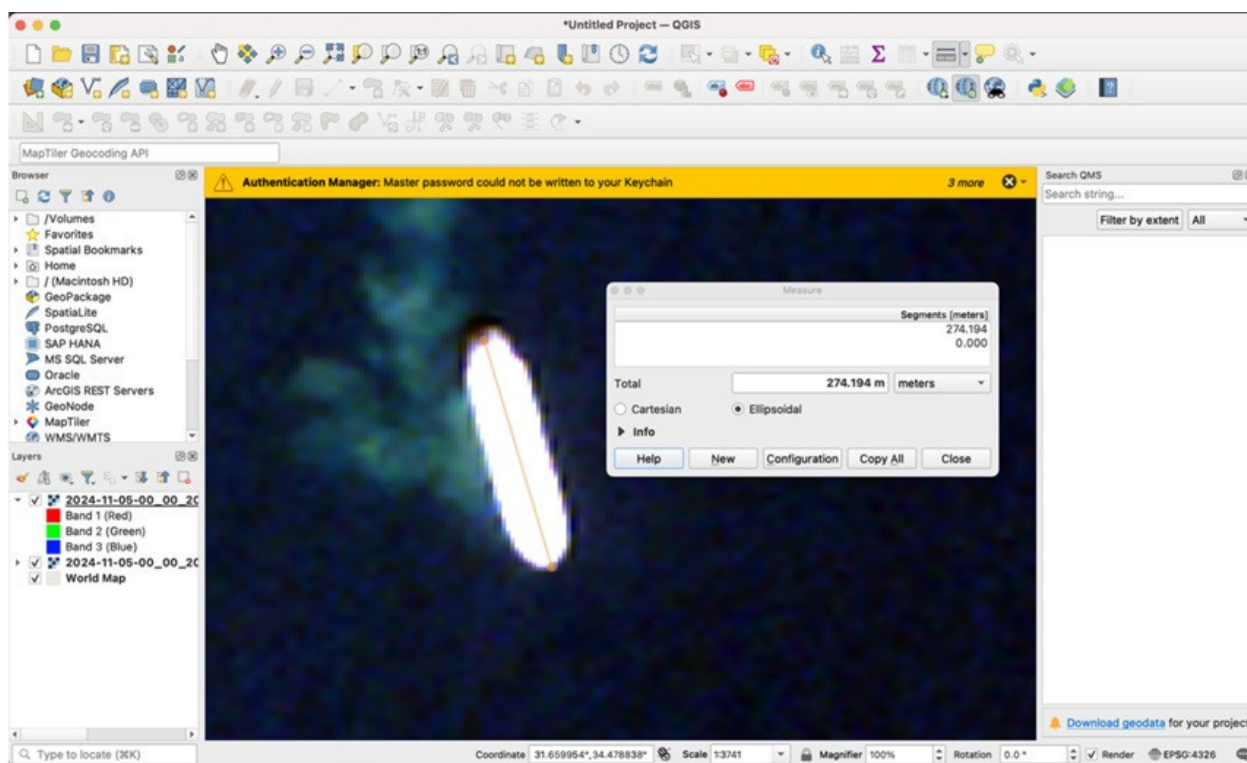 *Untitled Project — QGIS
MapTiler Geocoding API
Browser
/Volumes
Favorites
Spatial Bookmarks
Home
/ (Macintosh HD)
GeoPackage
SpatiaLite
PostgreSQL
SAP HANA
MS SQL Server
Oracle
ArcGIS REST Servers
GeoNode
MapTiler
WMS/WMTS
Layers
2024-11-05-00_00_20
Band 1 (Red)
Band 2 (Green)
Band 3 (Blue)
2024-11-05-00_00_20
World Map
Authentication Manager: Master password could not be written to your Keychain 3 more
Measure
Segments [meters]
274.194
0.000
Total 274.194 m meters
Cartesian Ellipsoidal
Info
Help New Configuration Copy All Close
Search QMS
Search string...
Filter by extent All
Download geodata for your project
Type to locate (⌘K) Coordinate 31.659954°,34.478838° Scale 1:3741 Magnifier 100% Rotation 0.0 ° Render EPSG:4326